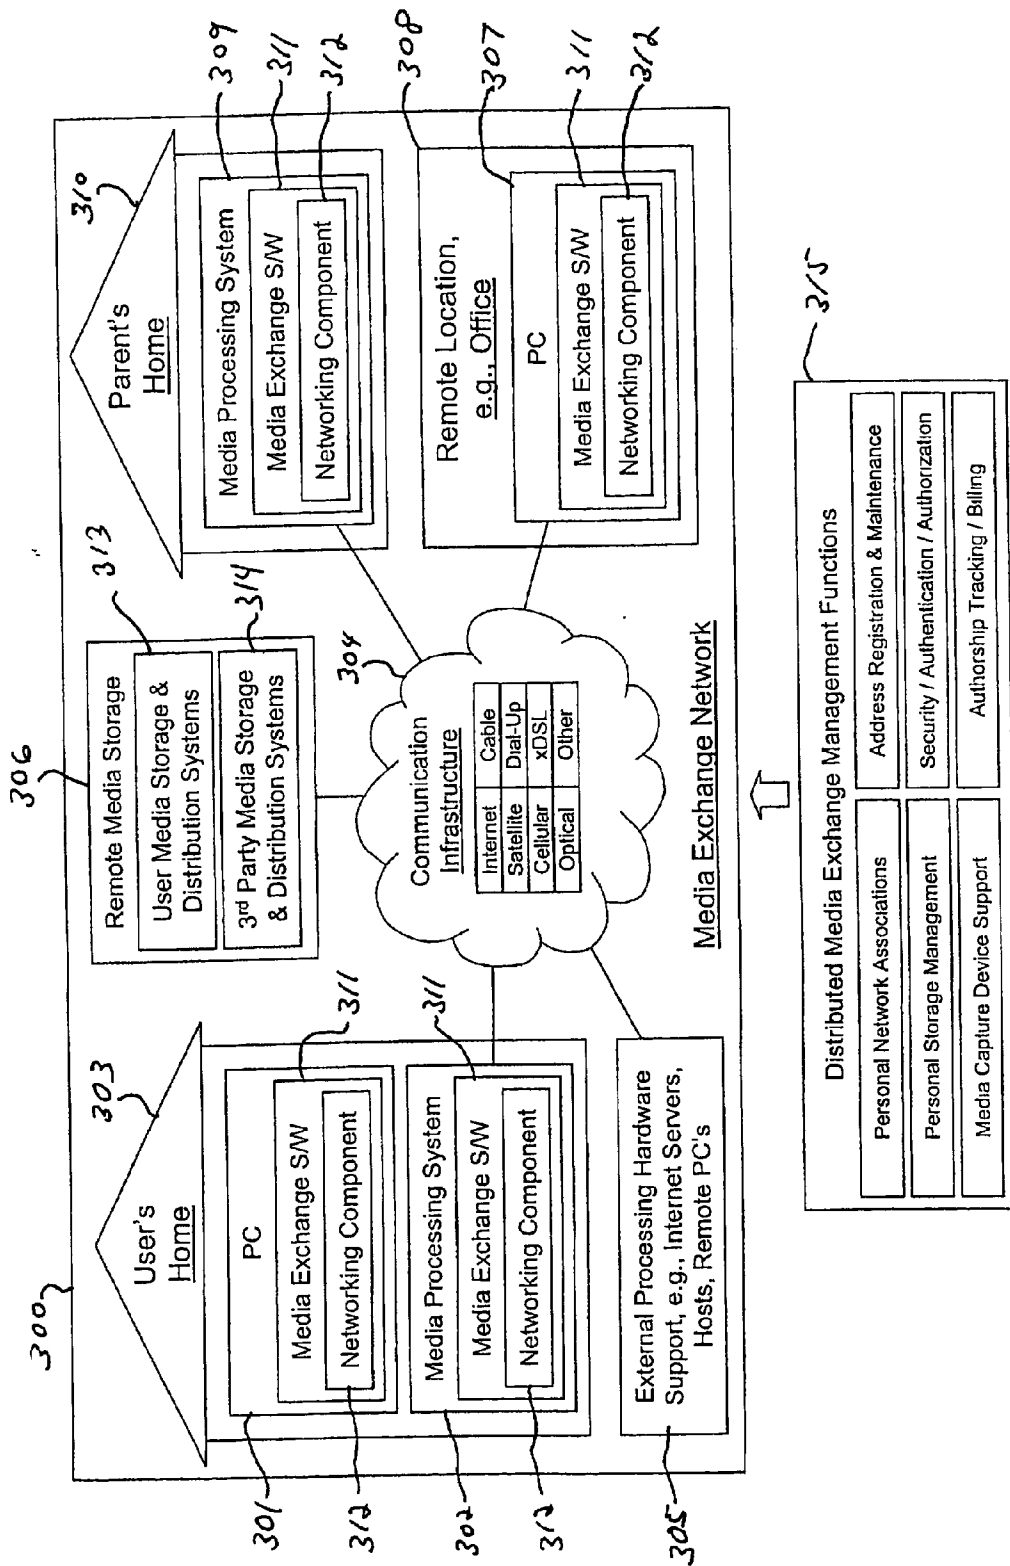 300
User's
Home
303
PC
Media Exchange S/W
Networking Component
311
Media Processing System
Media Exchange S/W
Networking Component
311
301
312
302
312
External Processing Hardware
Support, e.g., Internet Servers,
Hosts, Remote PC's
305
306
Remote Media Storage
User Media Storage &
Distribution Systems
313
3rd Party Media Storage
& Distribution Systems
314
304
Communication
Infrastructure
Internet Cable
Satellite Dial-Up
Cellular xDSL
Optical Other
Media Exchange Network
Parent's
Home
310
Media Processing System
Media Exchange S/W
Networking Component
309
311
312
Remote Location,
e.g., Office
PC
Media Exchange S/W
Networking Component
308
307
311
312
Distributed Media Exchange Management Functions
315
Personal Network Associations
Address Registration & Maintenance
Personal Storage Management
Security / Authentication / Authorization
Media Capture Device Support
Authorship Tracking / Billing